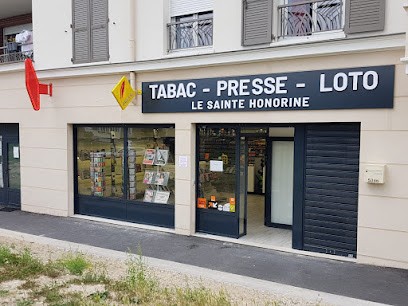 TABAC - PRESSE - LOTO
LE SAINTE HONORINE